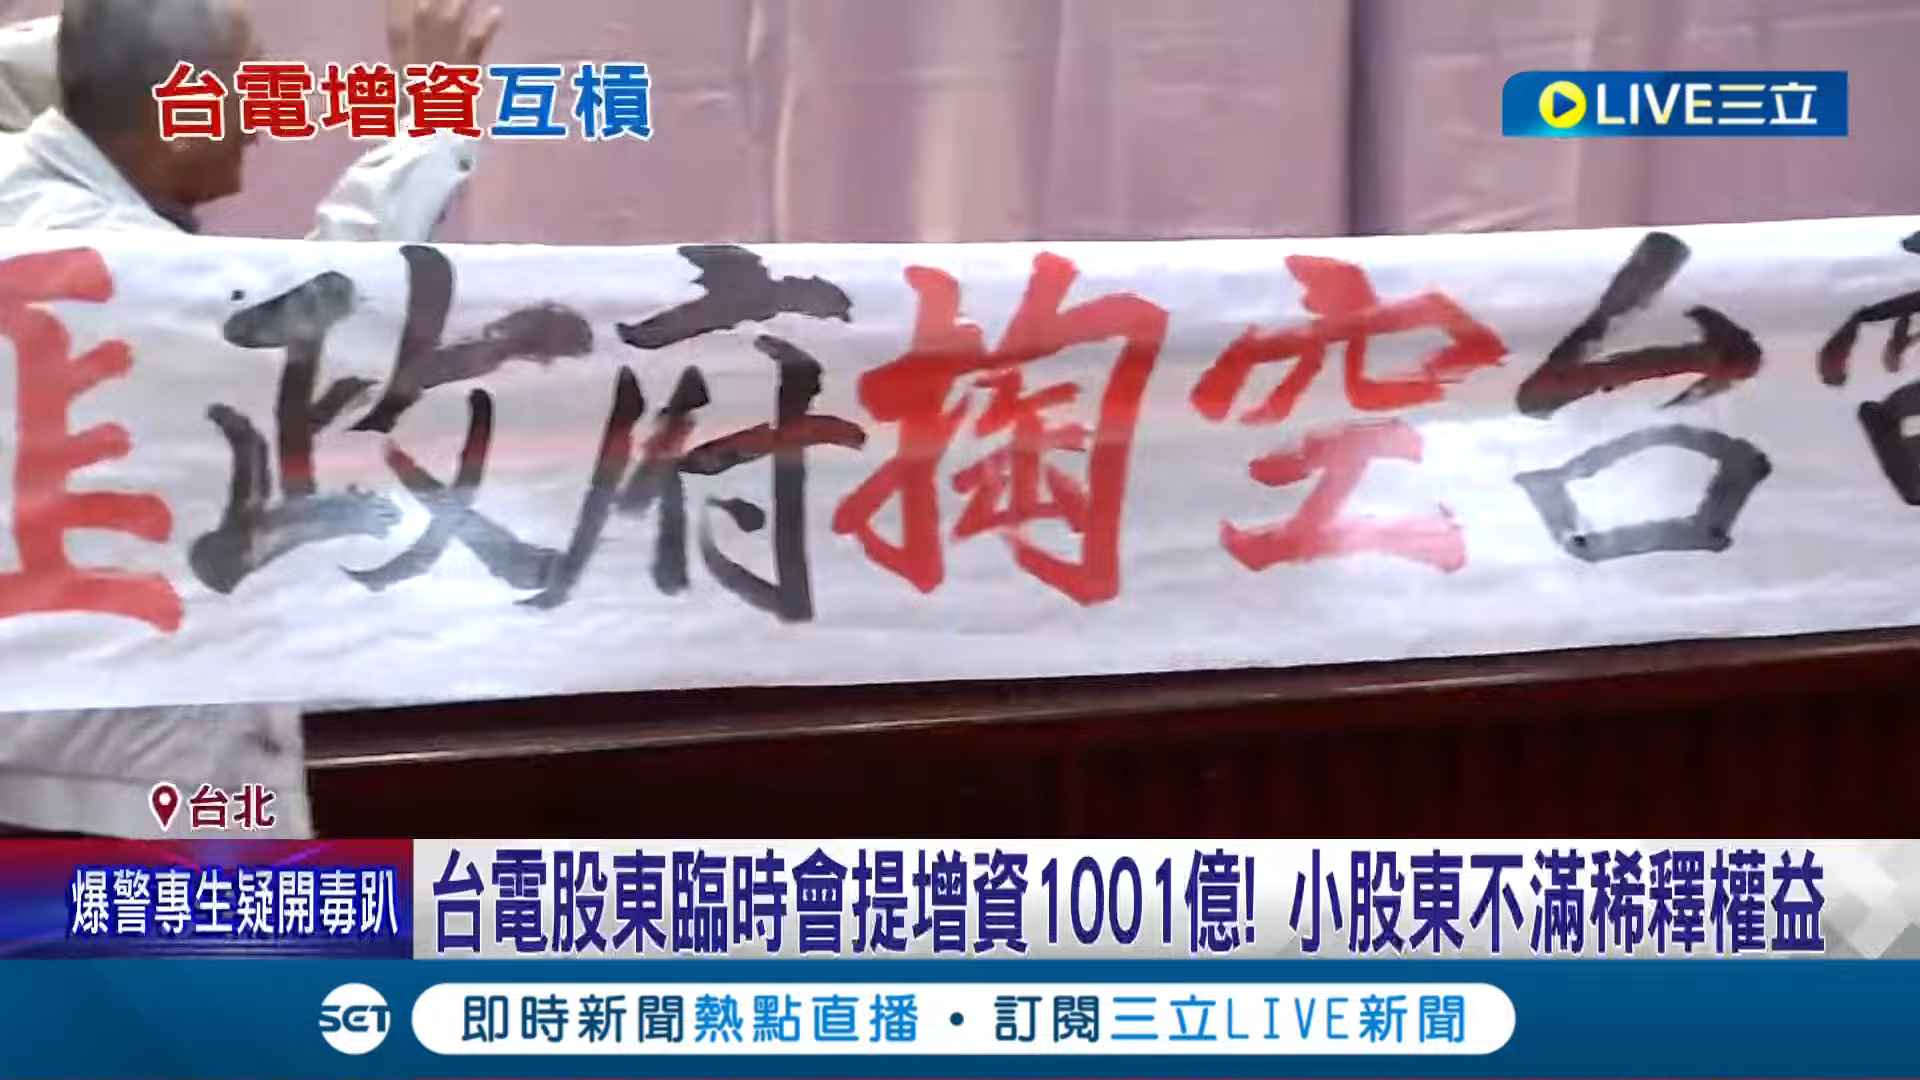 台電增資互槓
LIVE三立
政府掏空台
台北
爆警專生疑開毒趴
台電股東臨時會提增資1001億! 小股東不滿稀釋權益
SET 即時新聞熱點直播・訂閱三立LIVE新聞